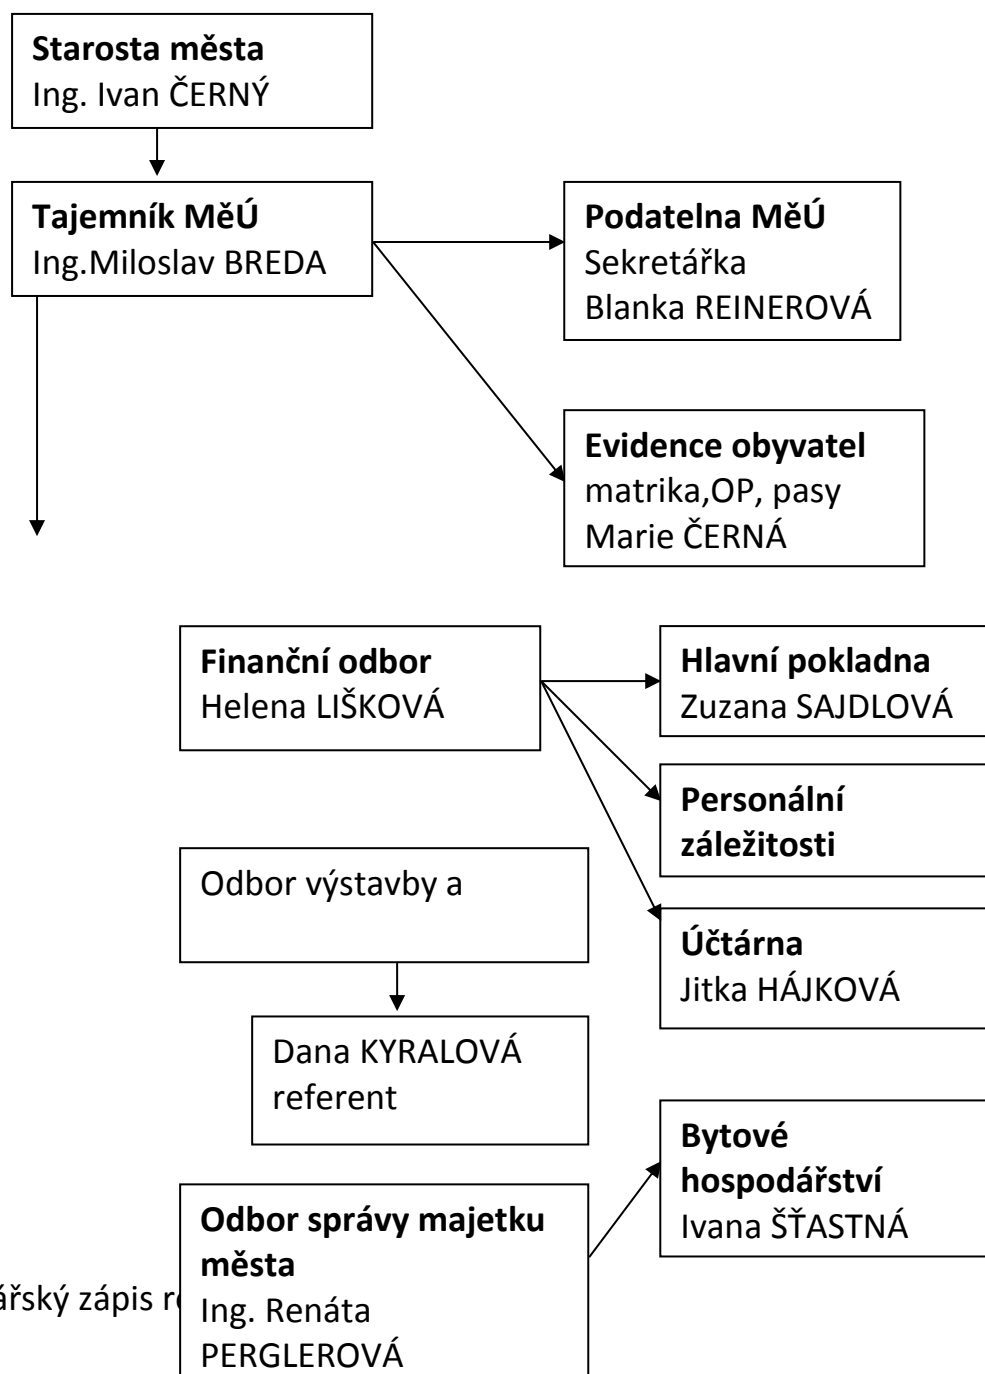 Starosta města
Ing. Ivan ČERNÝ
Tajemník MěÚ
Ing.Miloslav BREDA
Podatelna MěÚ
Sekretářka
Blanka REINEROVÁ
Evidence obyvatel
matrika,OP, pasy
Marie ČERNÁ
Finanční odbor
Helena LIŠKOVÁ
Hlavní pokladna
Zuzana SAJDLOVÁ
Personální
záležitosti
Účtárna
Jitka HÁJKOVÁ
Odbor výstavby a
Dana KYRALOVÁ
referent
Bytové
hospodářství
Ivana ŠŤASTNÁ
Odbor správy majetku
města
Ing. Renáta
PERGLEROVÁ
zápis